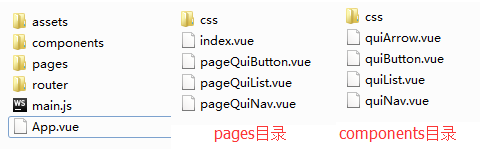 assets
components
pages
router
WS main.js
App.vue
css
index.vue
pageQuiButton.vue
pageQuiList.vue
pageQuiNav.vue
pages目录
css
quiArrow.vue
quiButton.vue
quiList.vue
quiNav.vue
components目录